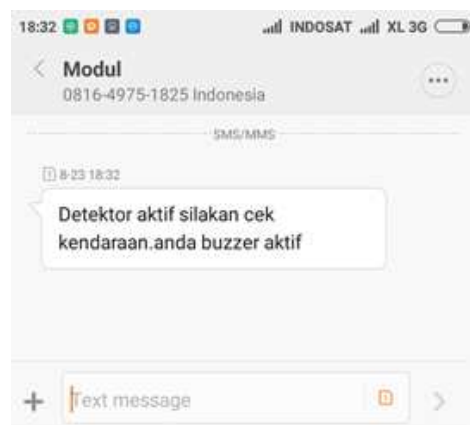 18:32 INDOSAT XL 3G
Modul
0816-4975-1825 Indonesia
SMS/MMS
8-23 18:32
Detektor aktif silakan cek
kendaraan.anda buzzer aktif
Text message